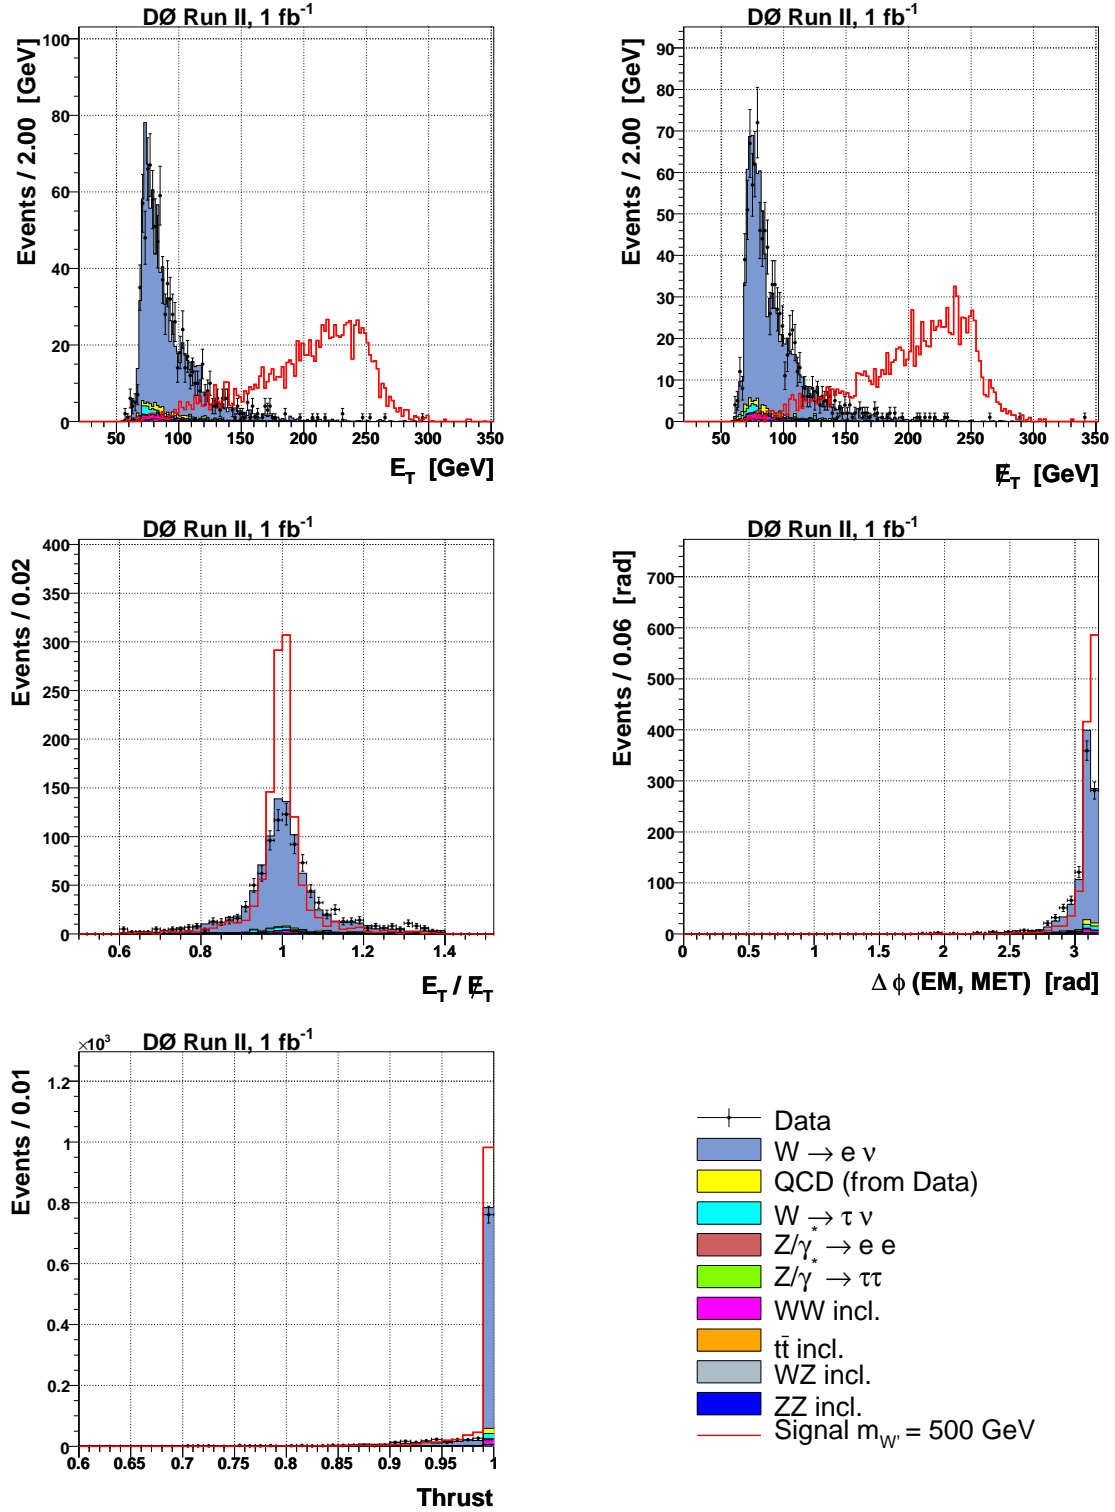 DØ Run II, 1 fb⁻¹
Events / 2.00 [GeV]
100
80
60
40
20
0
50 100 150 200 250 300 350
E_T [GeV]
DØ Run II, 1 fb⁻¹
Events / 2.00 [GeV]
90
80
70
60
50
40
30
20
10
0
50 100 150 200 250 300 350
E̸_T [GeV]
DØ Run II, 1 fb⁻¹
Events / 0.02
400
350
300
250
200
150
100
50
0
0.6 0.8 1 1.2 1.4
E_T / E̸_T
DØ Run II, 1 fb⁻¹
Events / 0.06 [rad]
700
600
500
400
300
200
100
0
0 0.5 1 1.5 2 2.5 3
Δ ϕ (EM, MET) [rad]
×10³ DØ Run II, 1 fb⁻¹
Events / 0.01
1.2
1
0.8
0.6
0.4
0.2
0
0.6 0.65 0.7 0.75 0.8 0.85 0.9 0.95 1
Thrust
Data
W → e ν
QCD (from Data)
W → τ ν
Z/γ* → e e
Z/γ* → ττ
WW incl.
tt̄ incl.
WZ incl.
ZZ incl.
Signal m_W' = 500 GeV